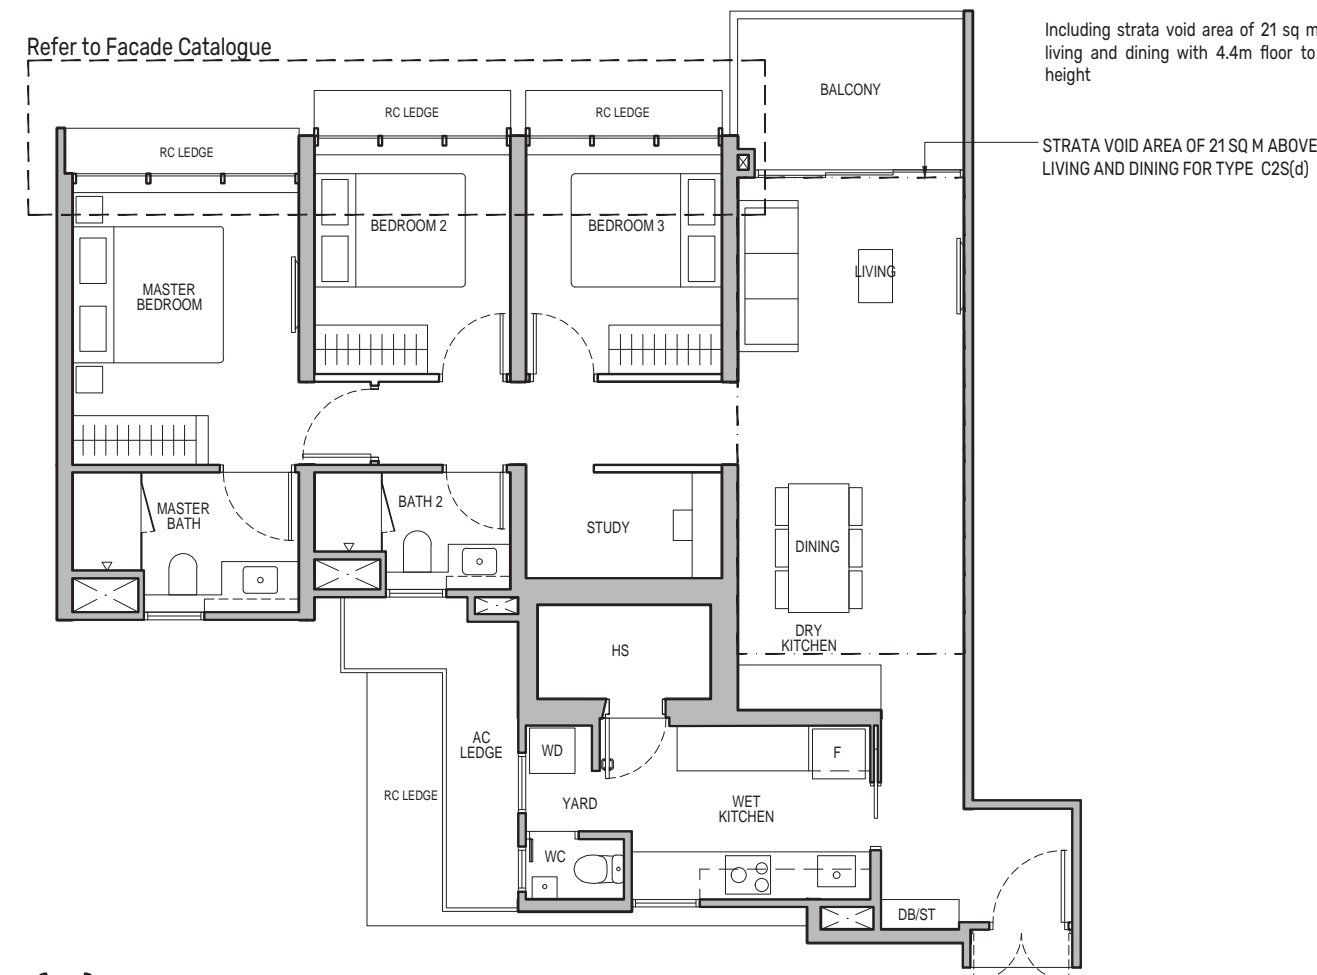 Refer to Facade Catalogue
Including strata void area of 21 sq m
living and dining with 4.4m floor to
height
BALCONY
RC LEDGE
RC LEDGE
RC LEDGE
STRATA VOID AREA OF 21 SQ M ABOVE
LIVING AND DINING FOR TYPE C2S(d)
BEDROOM 2
BEDROOM 3
LIVING
MASTER
BEDROOM
MASTER
BATH
BATH 2
STUDY
DINING
DRY
KITCHEN
HS
AC
LEDGE
WD
F
RC LEDGE
YARD
WET
KITCHEN
WC
DB/ST